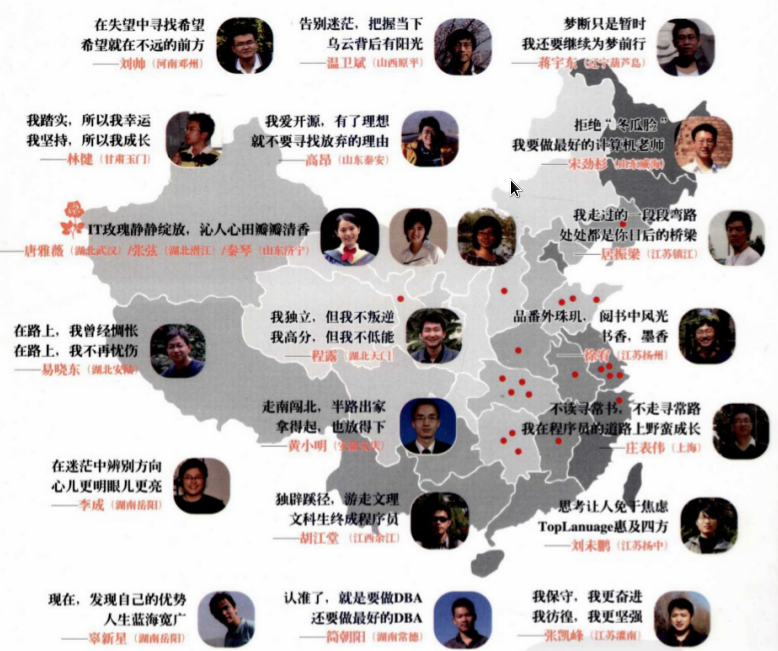 在失望中寻找希望
希望就在不远的前方
——刘帅（河南邓州）
告别迷茫，把握当下
乌云背后有阳光
——温卫斌（山西原平）
梦断只是暂时
我还要继续为梦前行
——蒋宇东（辽宁葫芦岛）
我踏实，所以我幸运
我坚持，所以我成长
——林健（甘肃玉门）
我爱开源，有了理想
就不要寻找放弃的理由
——高昂（山东泰安）
拒绝“冬瓜脸”
我要做最好的计算机老师
——宋劲杉（山东威海）
IT玫瑰静静绽放，沁人心田瓣瓣清香
——唐雅薇（湖北武汉）/张弦（湖北潜江）/秦琴（山东济宁）
我走过的一段段弯路
处处都是你日后的桥梁
——居振梁（江苏镇江）
在路上，我曾经惆怅
在路上，我不再忧伤
——易晓东（湖北安陆）
我独立，但我不叛逆
我高分，但我不低能
——程露（湖北天门）
品番外珠玑，阅书中风光
书香，墨香
（江苏扬州）
走南闯北，半路出家
拿得起，也放得下
——黄小明（安徽安庆）
不读寻常书，不走寻常路
我在程序员的道路上野蛮成长
——庄表伟（上海）
在迷茫中辨别方向
心儿更明眼儿更亮
——李成（湖南岳阳）
独辟蹊径，游走文理
文科生终成程序员
——胡江堂（江西余江）
思考让人免于焦虑
TopLanuage惠及四方
——刘未鹏（江苏扬中）
现在，发现自己的优势
人生蓝海宽广
——辜新星（湖南岳阳）
认准了，就是要做DBA
还要做最好的DBA
——简朝阳（湖南常德）
我保守，我更奋进
我彷徨，我更坚强
——张凯峰（江苏灌南）